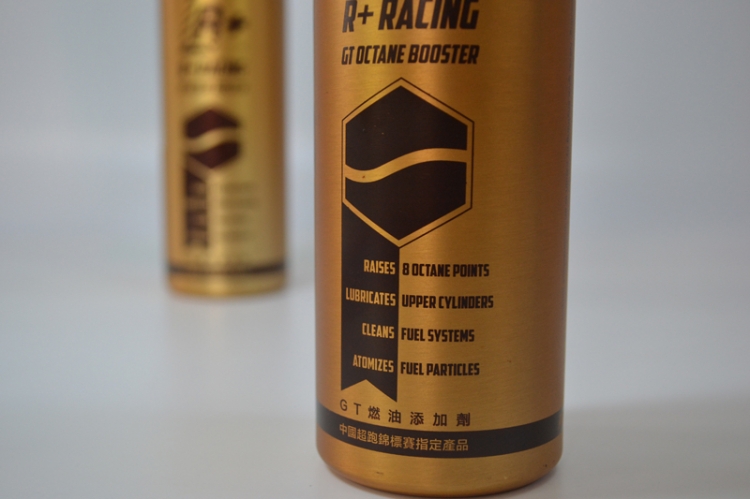 R+ RACING
GT OCTANE BOOSTER
RAISES 8 OCTANE POINTS
LUBRICATES UPPER CYLINDERS
CLEANS FUEL SYSTEMS
ATOMIZES FUEL PARTICLES
GT燃油添加劑
中國超跑錦標賽指定產品
R+